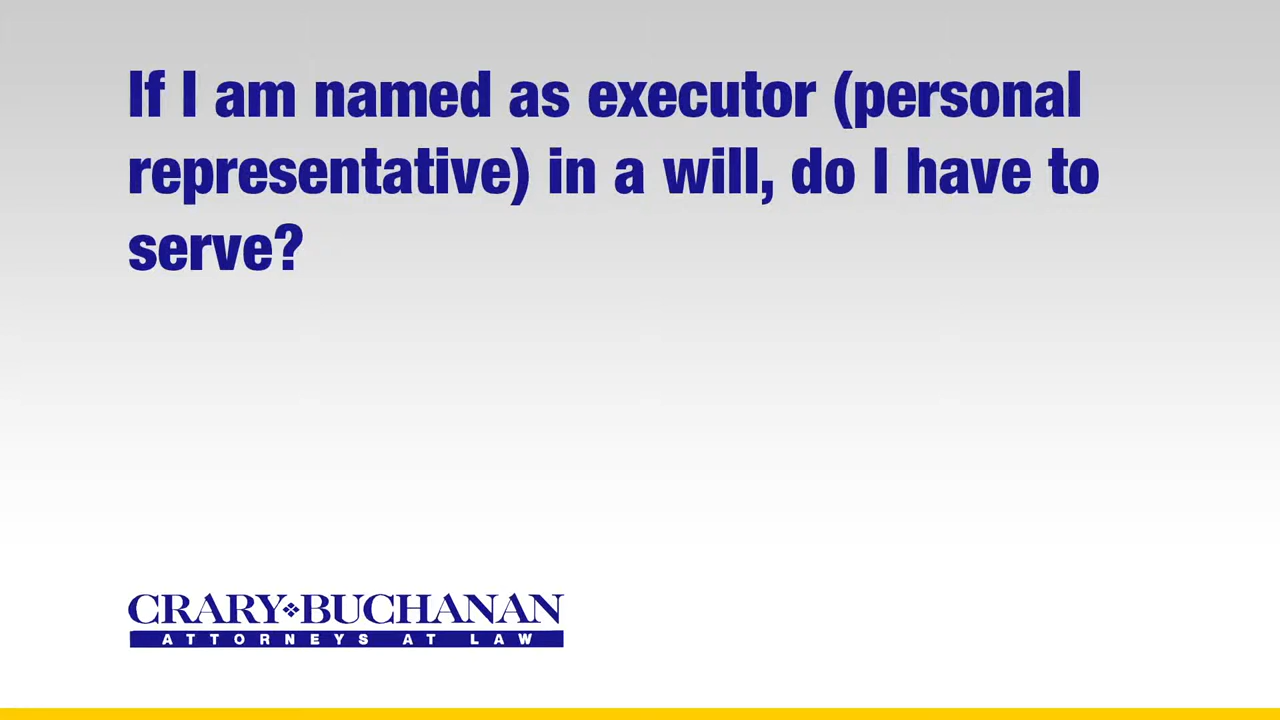 If I am named as executor (personal
representative) in a will, do I have to
serve?
CRARY❖BUCHANAN
ATTORNEYS AT LAW